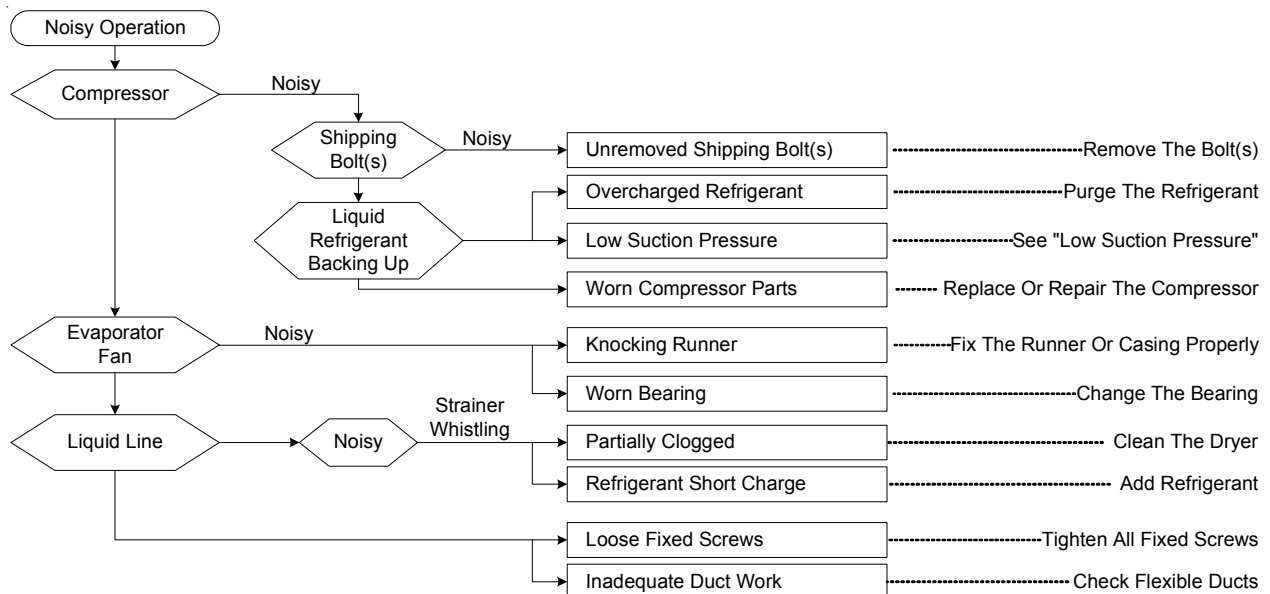 Noisy Operation
Compressor
Noisy
Shipping
Bolt(s)
Noisy
Unremoved Shipping Bolt(s)
Remove The Bolt(s)
Overcharged Refrigerant
Purge The Refrigerant
Liquid
Refrigerant
Backing Up
Low Suction Pressure
See "Low Suction Pressure"
Worn Compressor Parts
Replace Or Repair The Compressor
Evaporator
Fan
Noisy
Knocking Runner
Fix The Runner Or Casing Properly
Worn Bearing
Change The Bearing
Liquid Line
Noisy
Strainer
Whistling
Partially Clogged
Clean The Dryer
Refrigerant Short Charge
Add Refrigerant
Loose Fixed Screws
Tighten All Fixed Screws
Inadequate Duct Work
Check Flexible Ducts